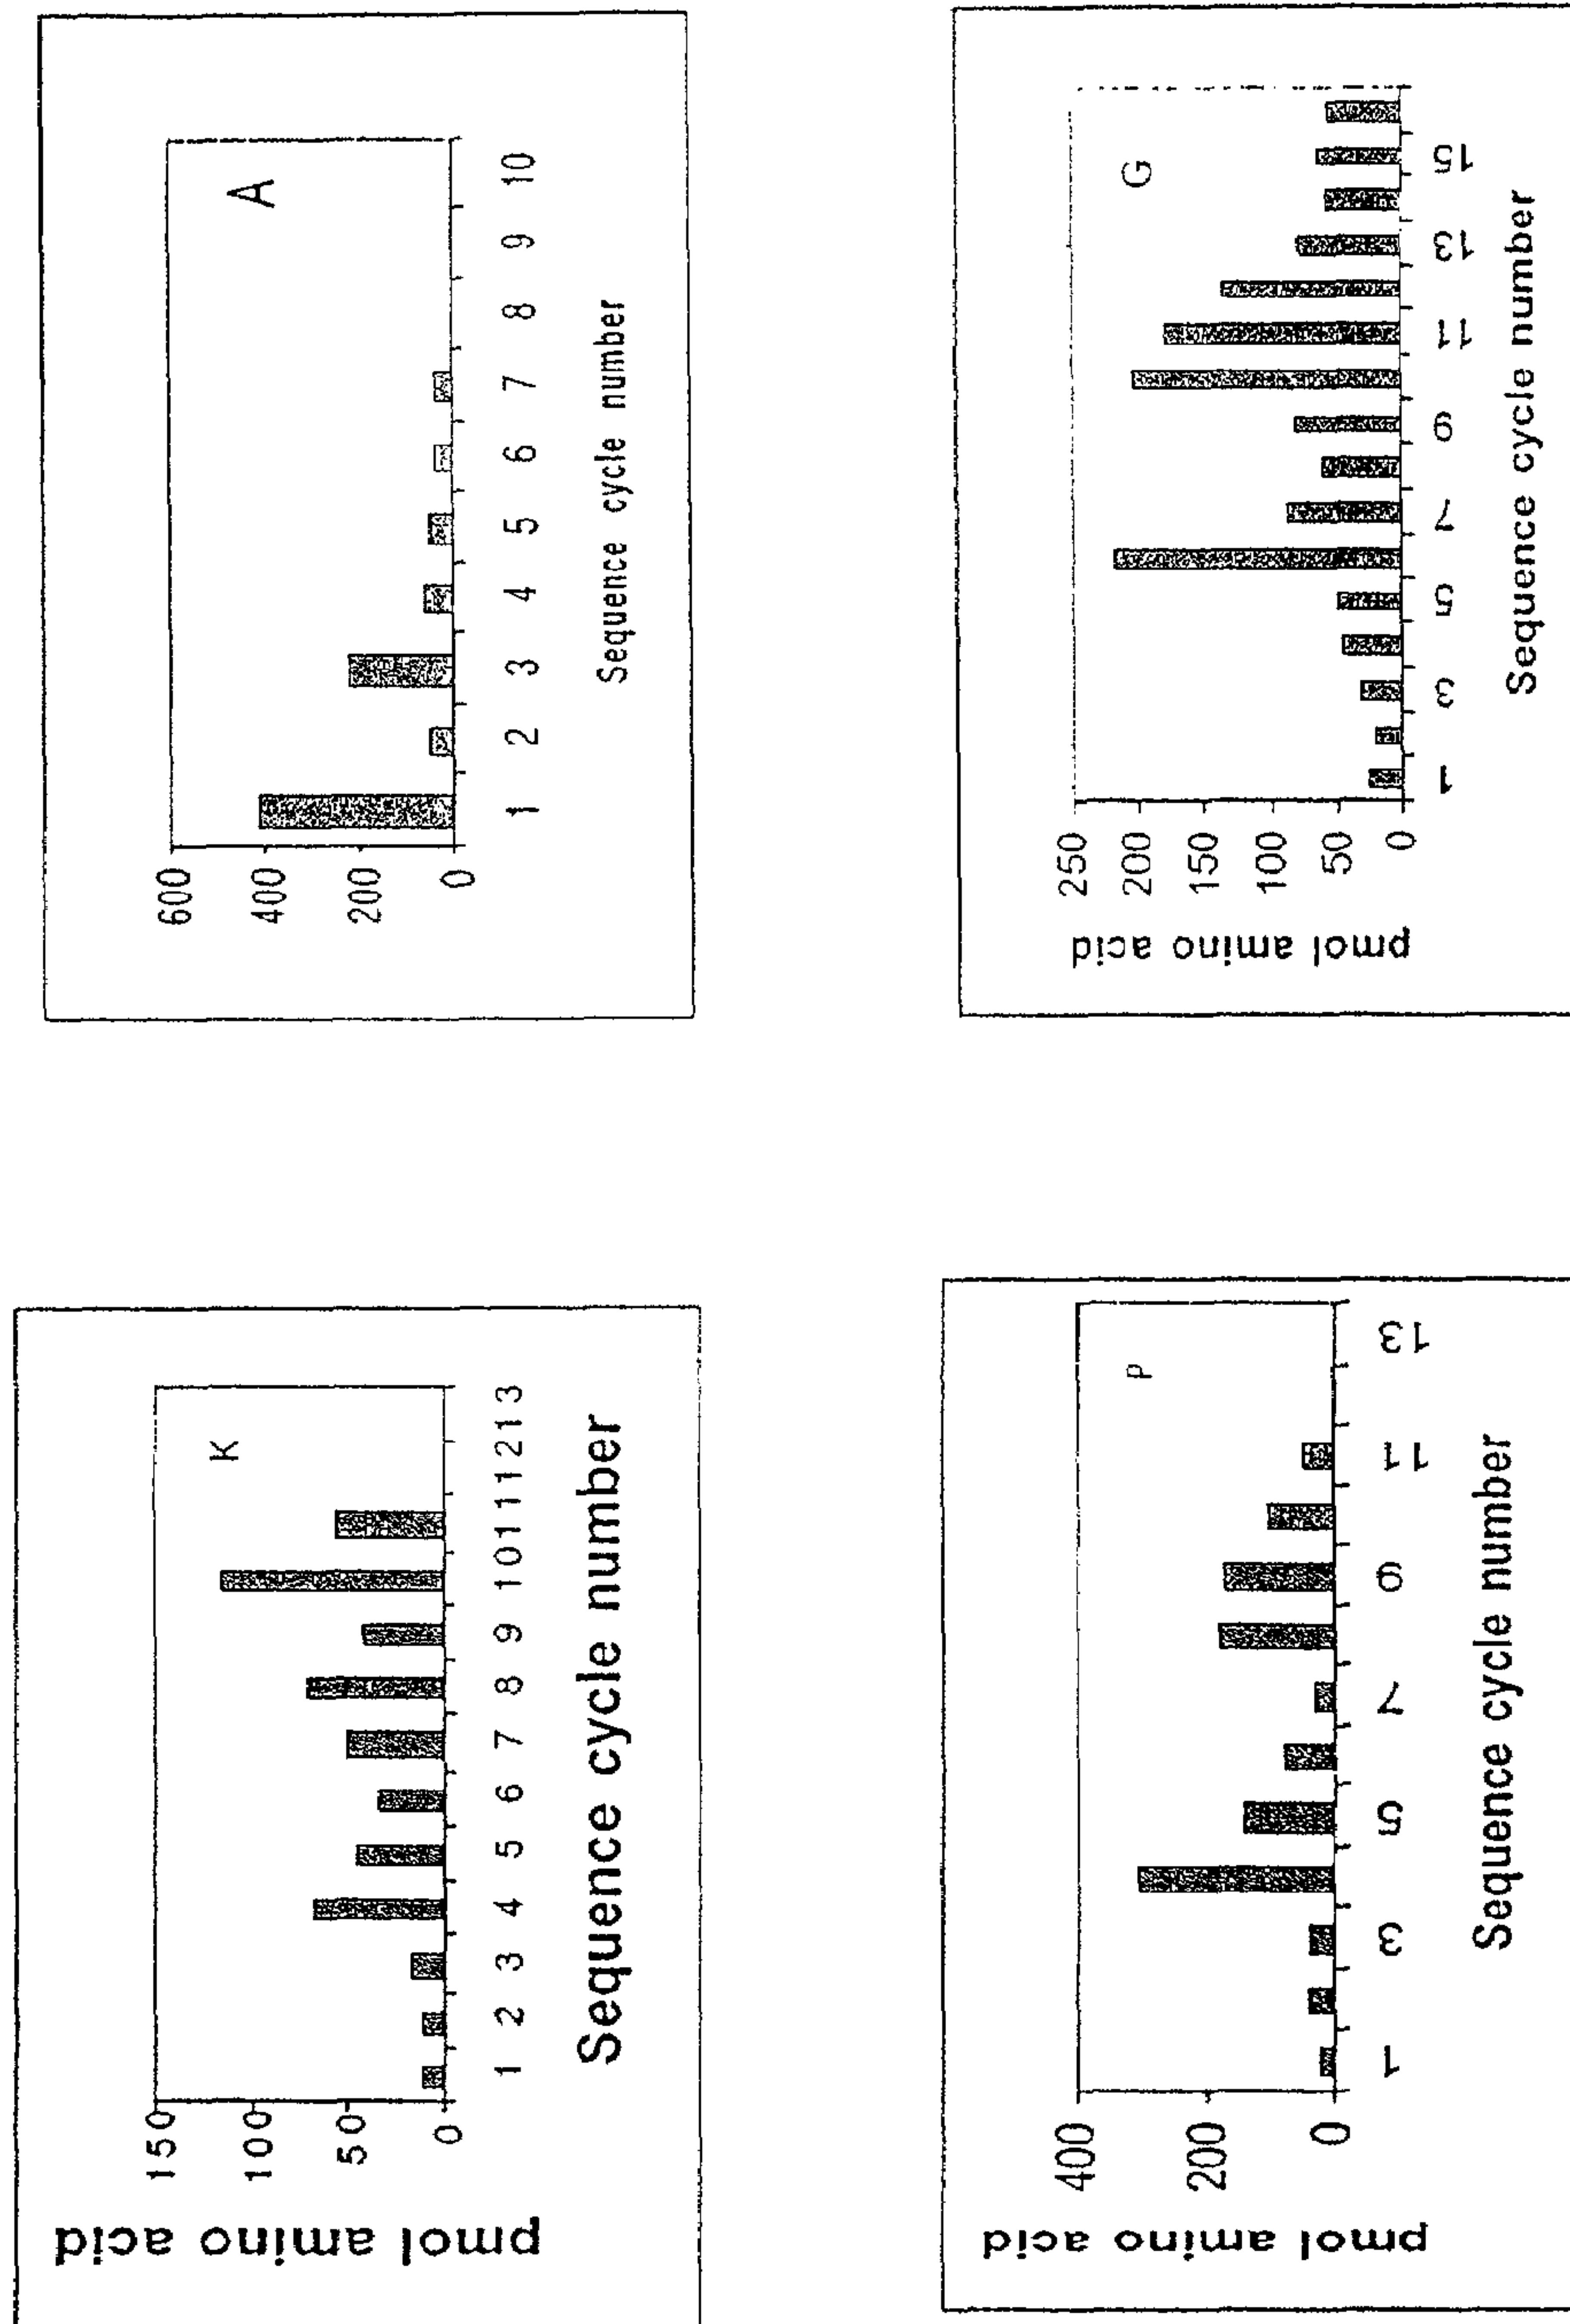 pmol amino acid
150
100
50
0
K
1 2 3 4 5 6 7 8 9 10 11 12 13
Sequence cycle number
600
400
200
0
A
1 2 3 4 5 6 7 8 9 10
Sequence cycle number
pmol amino acid
400
200
0
P
1 3 5 7 9 11 13
Sequence cycle number
pmol amino acid
250
200
150
100
50
0
G
1 3 5 7 9 11 13 15
Sequence cycle number